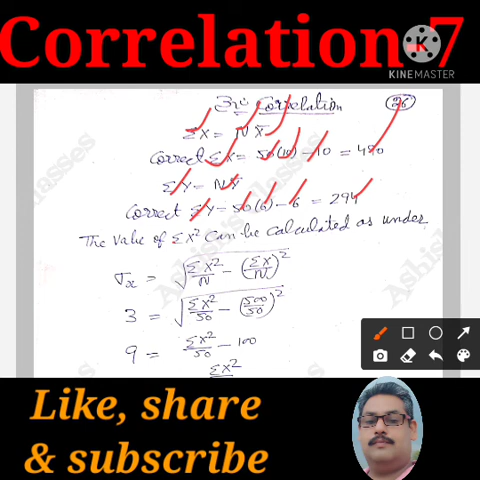 Correlation-7
K
KINEMASTER
Correlation
26
ΣX = N X̄
Correct ΣX = 50(10) - 10 = 490
ΣY = NȲ
Correct ΣY = 50(6) - 6 = 294
The value of ΣX² can be calculated as under
σx = √(ΣX²/N - (ΣX/N)²)
3 = √(ΣX²/50 - (500/50)²)
9 = ΣX²/50 - 100
ΣX²
Ashish
Like, share
& subscribe